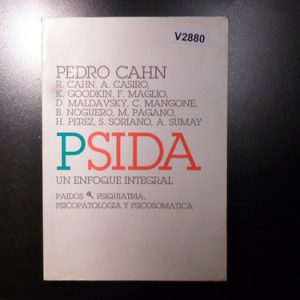 V2880
PEDRO CAHN
R. CAHN, A. CASIRO,
K. GOODKIN, F. MAGLIO,
D. MALDAVSKY, C. MANGONE,
B. NOGUERO, M. PAGANO,
H. PEREZ, S. SORIANO, A. SUMAY
PSIDA
UN ENFOQUE INTEGRAL
PAIDOS PSIQUIATRIA,
PSICOPATOLOGIA Y PSICOSOMATICA